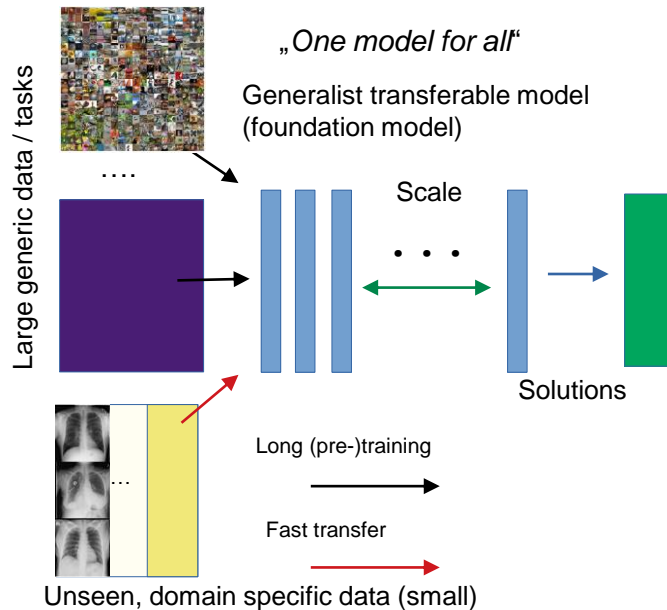 „One model for all“
Generalist transferable model
(foundation model)
Large generic data / tasks
....
Scale
. . .
Solutions
...
Long (pre-)training
Fast transfer
Unseen, domain specific data (small)